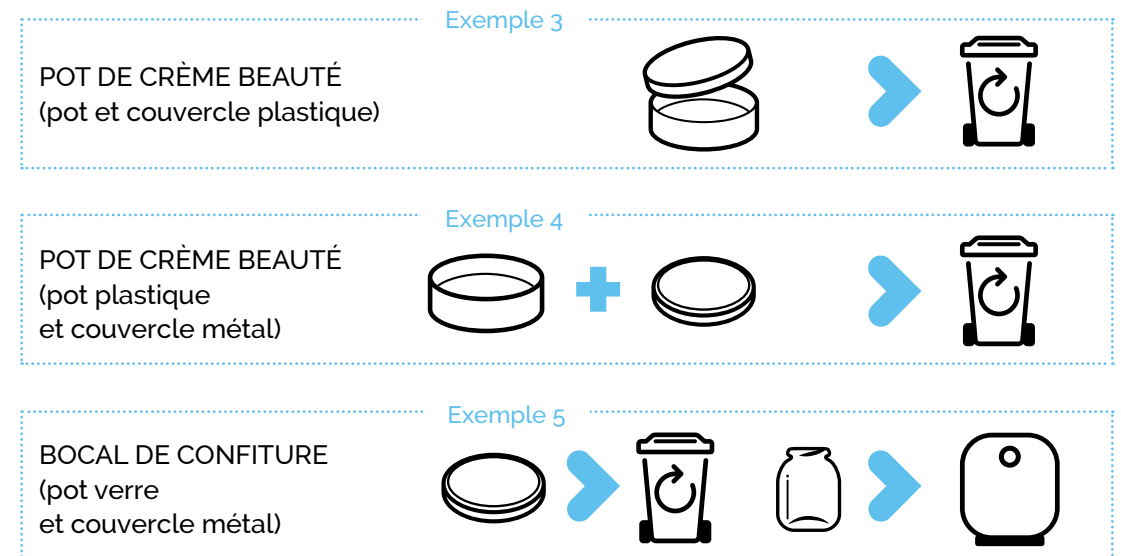 Exemple 3
POT DE CRÈME BEAUTÉ
(pot et couvercle plastique)
Exemple 4
POT DE CRÈME BEAUTÉ
(pot plastique
et couvercle métal)
Exemple 5
BOCAL DE CONFITURE
(pot verre
et couvercle métal)